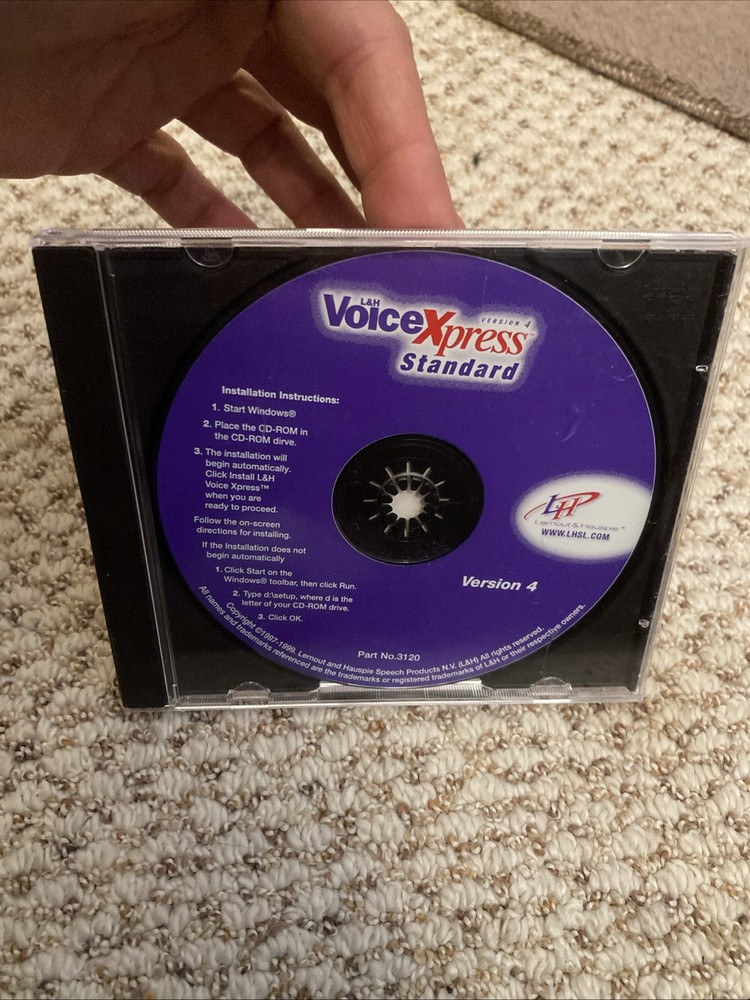 L&H
VoiceXpress™
VERSION 4
Standard
Installation Instructions:
1. Start Windows®
2. Place the CD-ROM in
the CD-ROM dirve.
3. The installation will
begin automatically.
Click Install L&H
Voice Xpress™
when you are
ready to proceed.
Follow the on-screen
directions for installing.
If the Installation does not
begin automatically
1. Click Start on the
Windows® toolbar, then click Run.
2. Type d:\setup, where d is the
letter of your CD-ROM drive.
3. Click OK.
LH
Lernout & Hauspie™
WWW.LHSL.COM
Version 4
Part No.3120
Copyright ©1997-1999. Lernout and Hauspie Speech Products N.V. (L&H) All rights reserved.
All names and trademarks referenced are the trademarks or registered trademarks of L&H or their respective owners.